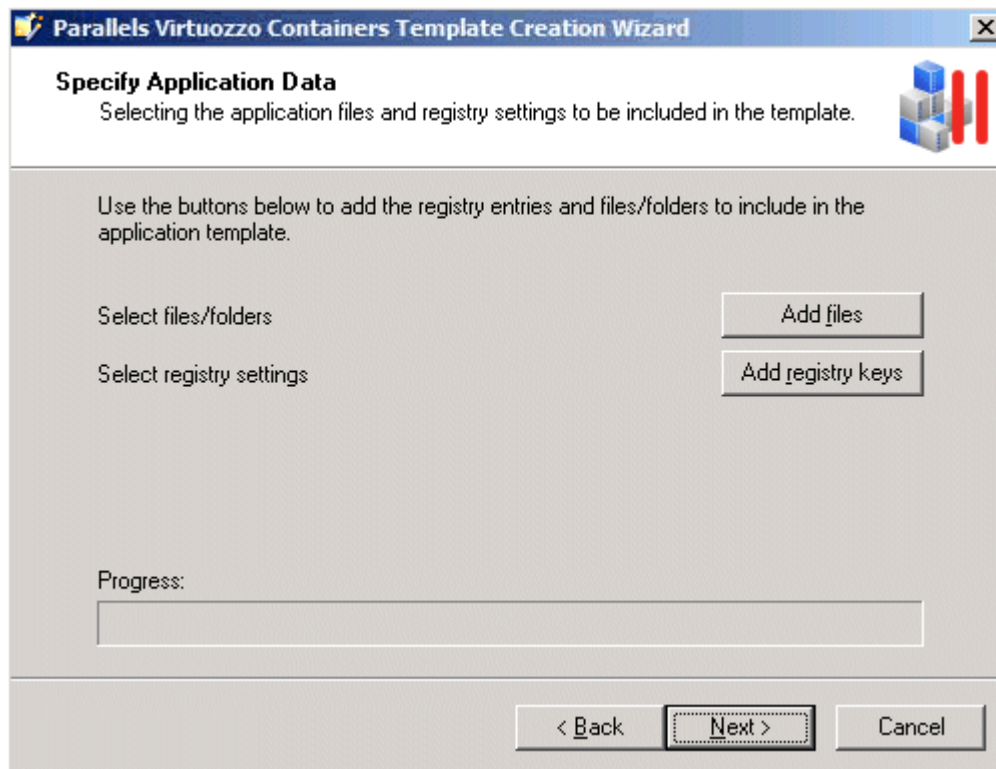 Parallels Virtuozzo Containers Template Creation Wizard
Specify Application Data
Selecting the application files and registry settings to be included in the template.
Use the buttons below to add the registry entries and files/folders to include in the
application template.
Select files/folders
Add files
Select registry settings
Add registry keys
Progress:
< Back
Next >
Cancel